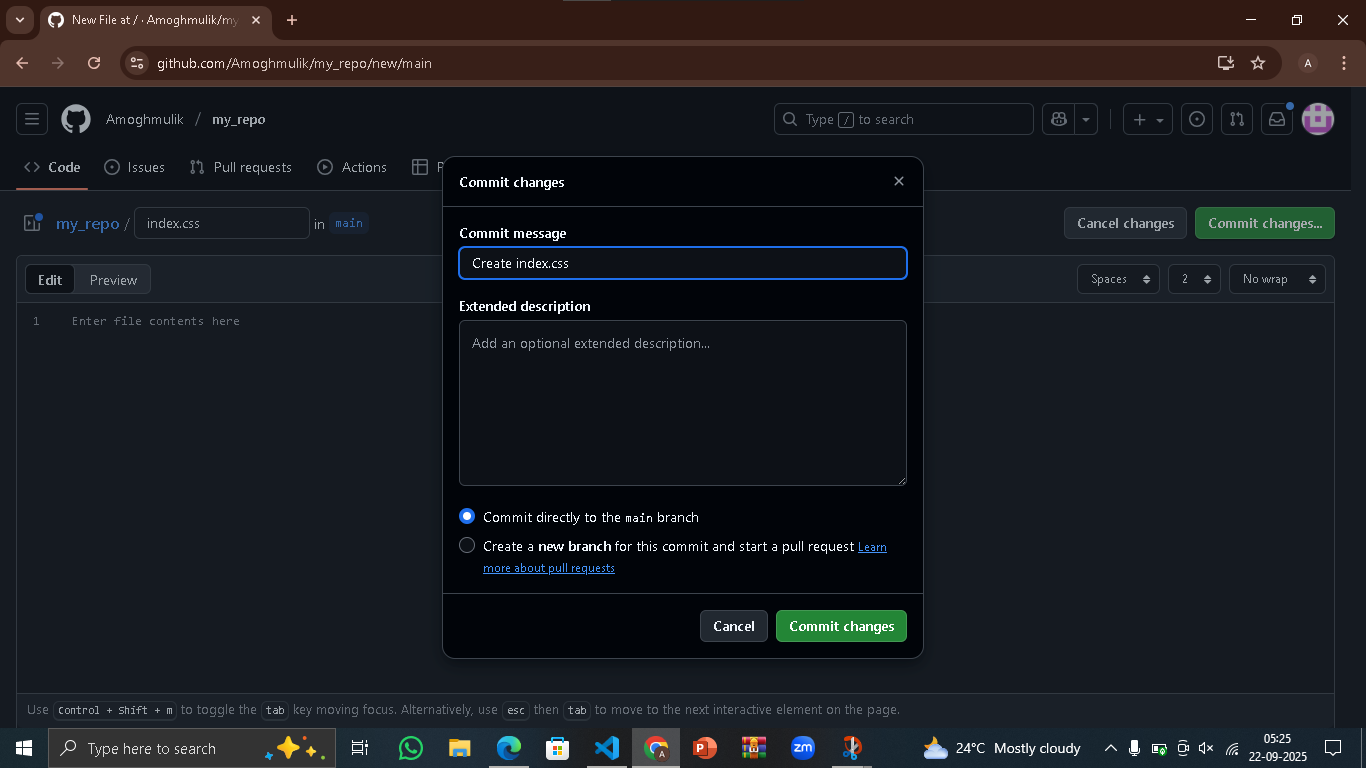 New File at / · Amoghmulik/my
github.com/Amoghmulik/my_repo/new/main
A
Amoghmulik / my_repo
Type / to search
Code
Issues
Pull requests
Actions
my_repo / index.css in main
Cancel changes
Commit changes...
Edit
Preview
Spaces
2
No wrap
1
Enter file contents here
Commit changes
Commit message
Create index.css
Extended description
Add an optional extended description...
Commit directly to the main branch
Create a new branch for this commit and start a pull request Learn
more about pull requests
Cancel
Commit changes
Use Control + Shift + m to toggle the tab key moving focus. Alternatively, use esc then tab to move to the next interactive element on the page.
Type here to search
zm
24°C Mostly cloudy
05:25
22-09-2025